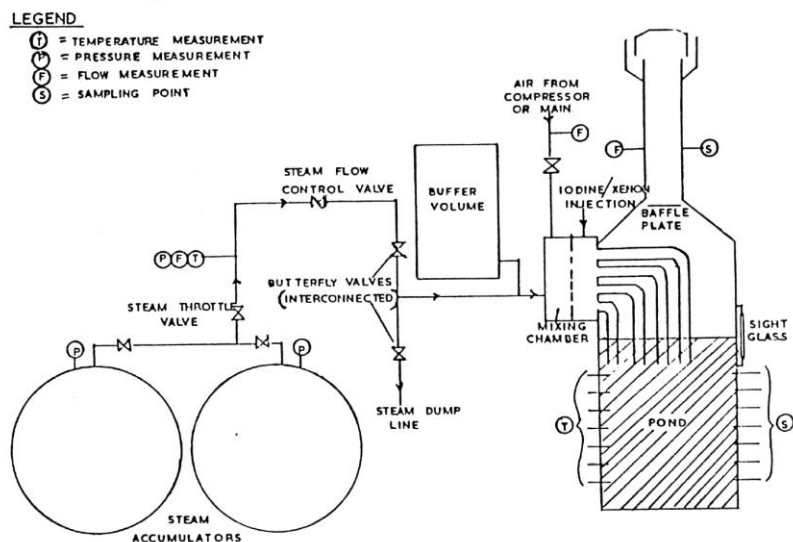 LEGEND
T = TEMPERATURE MEASUREMENT
P = PRESSURE MEASUREMENT
F = FLOW MEASUREMENT
S = SAMPLING POINT
AIR FROM
COMPRESSOR
OR MAIN
F
STEAM FLOW
CONTROL VALVE
BUFFER
VOLUME
IODINE/XENON
INJECTION
F
S
BAFFLE
PLATE
P F T
BUTTERFLY VALVES
(INTERCONNECTED)
STEAM THROTTLE
VALVE
MIXING
CHAMBER
SIGHT
GLASS
P
P
STEAM DUMP
LINE
T
POND
S
STEAM
ACCUMULATORS